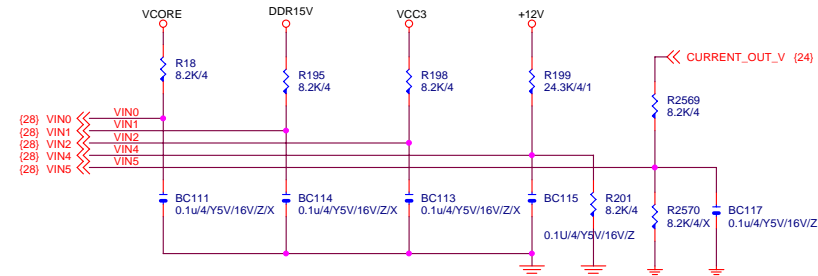 VCORE
DDR15V
VCC3
+12V
CURRENT_OUT_V {24}
R18
8.2K/4
R195
8.2K/4
R198
8.2K/4
R199
24.3K/4/1
R2569
8.2K/4
{28} VIN0 VIN0
{28} VIN1 VIN1
{28} VIN2 VIN2
{28} VIN4 VIN4
{28} VIN5 VIN5
BC111
0.1u/4/Y5V/16V/Z/X
BC114
0.1u/4/Y5V/16V/Z/X
BC113
0.1u/4/Y5V/16V/Z/X
BC115
0.1U/4/Y5V/16V/Z
R201
8.2K/4
R2570
8.2K/4/X
BC117
0.1u/4/Y5V/16V/Z